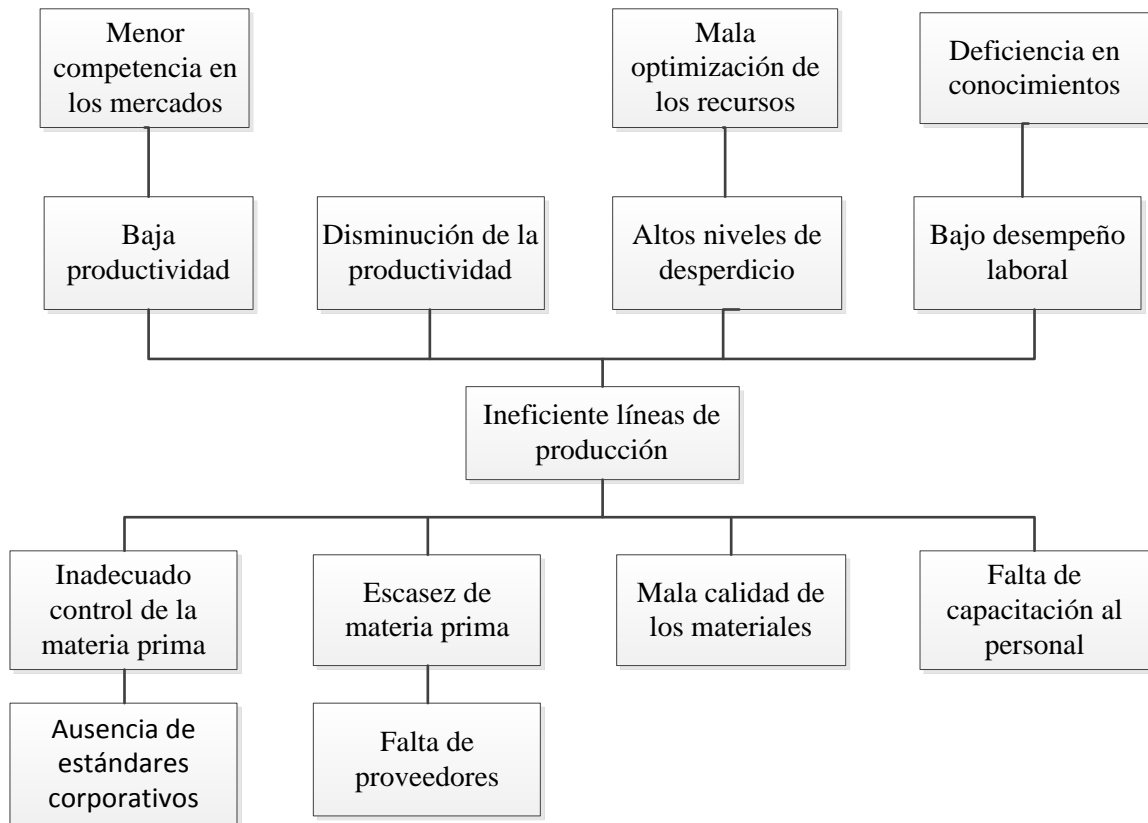 Menor
competencia en
los mercados
Mala
optimización de
los recursos
Deficiencia en
conocimientos
Baja
productividad
Disminución de la
productividad
Altos niveles de
desperdicio
Bajo desempeño
laboral
Ineficiente líneas de
producción
Inadecuado
control de la
materia prima
Escasez de
materia prima
Mala calidad de
los materiales
Falta de
capacitación al
personal
Ausencia de
estándares
corporativos
Falta de
proveedores